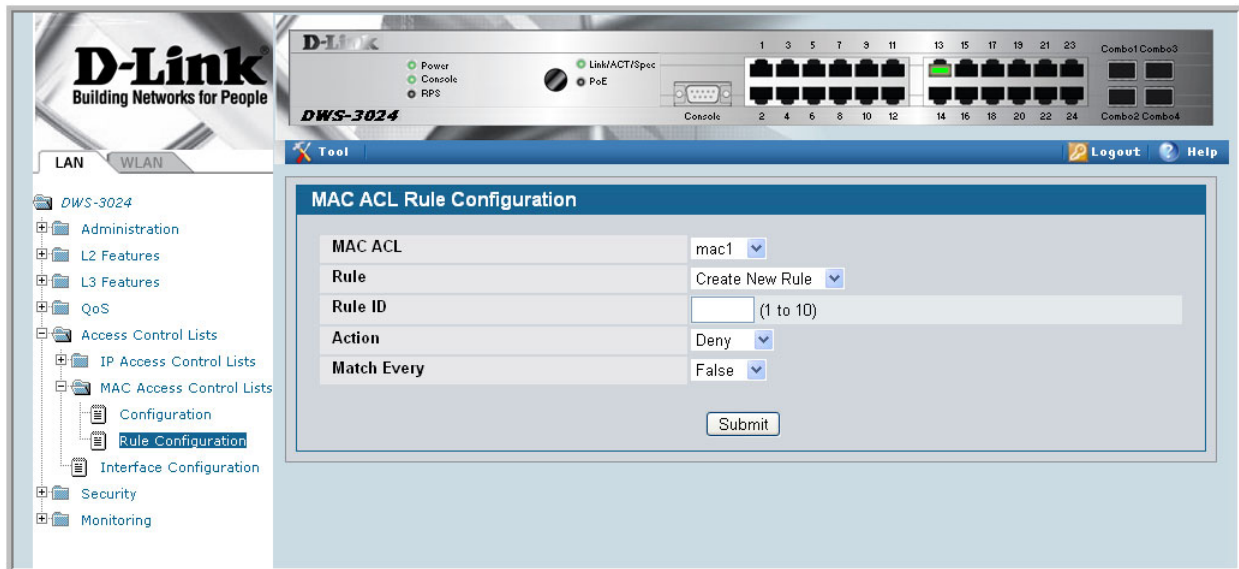 D-Link
Building Networks for People
D-Link
Power
Console
RPS
Link/ACT/Spec
PoE
DWS-3024
Console
1 3 5 7 9 11 13 15 17 19 21 23
2 4 6 8 10 12 14 16 18 20 22 24
Combo1 Combo3
Combo2 Combo4
LAN WLAN
Tool Logout Help
DWS-3024
Administration
L2 Features
L3 Features
QoS
Access Control Lists
IP Access Control Lists
MAC Access Control Lists
Configuration
Rule Configuration
Interface Configuration
Security
Monitoring
MAC ACL Rule Configuration
MAC ACL mac1
Rule Create New Rule
Rule ID (1 to 10)
Action Deny
Match Every False
Submit